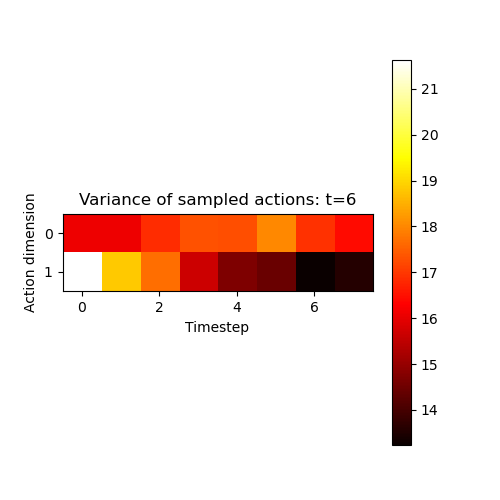 Variance of sampled actions: t=6
Action dimension
0
1
0 2 4 6
Timestep
21
20
19
18
17
16
15
14